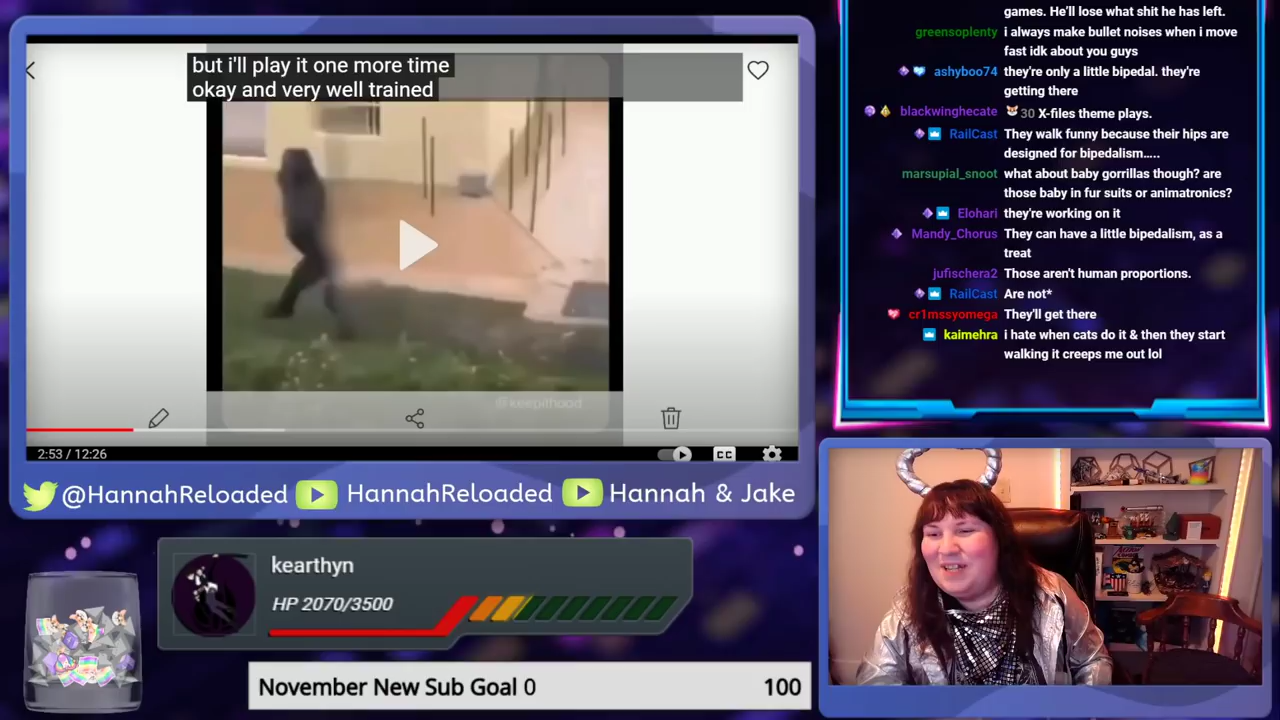 but i'll play it one more time
okay and very well trained
@keepithood
2:53 / 12:26
CC
@HannahReloaded HannahReloaded Hannah & Jake
kearthyn
HP 2070/3500
November New Sub Goal 0 100
games. He'll lose what shit he has left.
greensoplenty i always make bullet noises when i move
fast idk about you guys
ashyboo74 they're only a little bipedal. they're
getting there
blackwinghecate 30 X-files theme plays.
RailCast They walk funny because their hips are
designed for bipedalism.....
marsupial_snoot what about baby gorrillas though? are
those baby in fur suits or animatronics?
Elohari they're working on it
Mandy_Chorus They can have a little bipedalism, as a
treat
jufischera2 Those aren't human proportions.
RailCast Are not*
cr1mssyomega They'll get there
kaimehra i hate when cats do it & then they start
walking it creeps me out lol